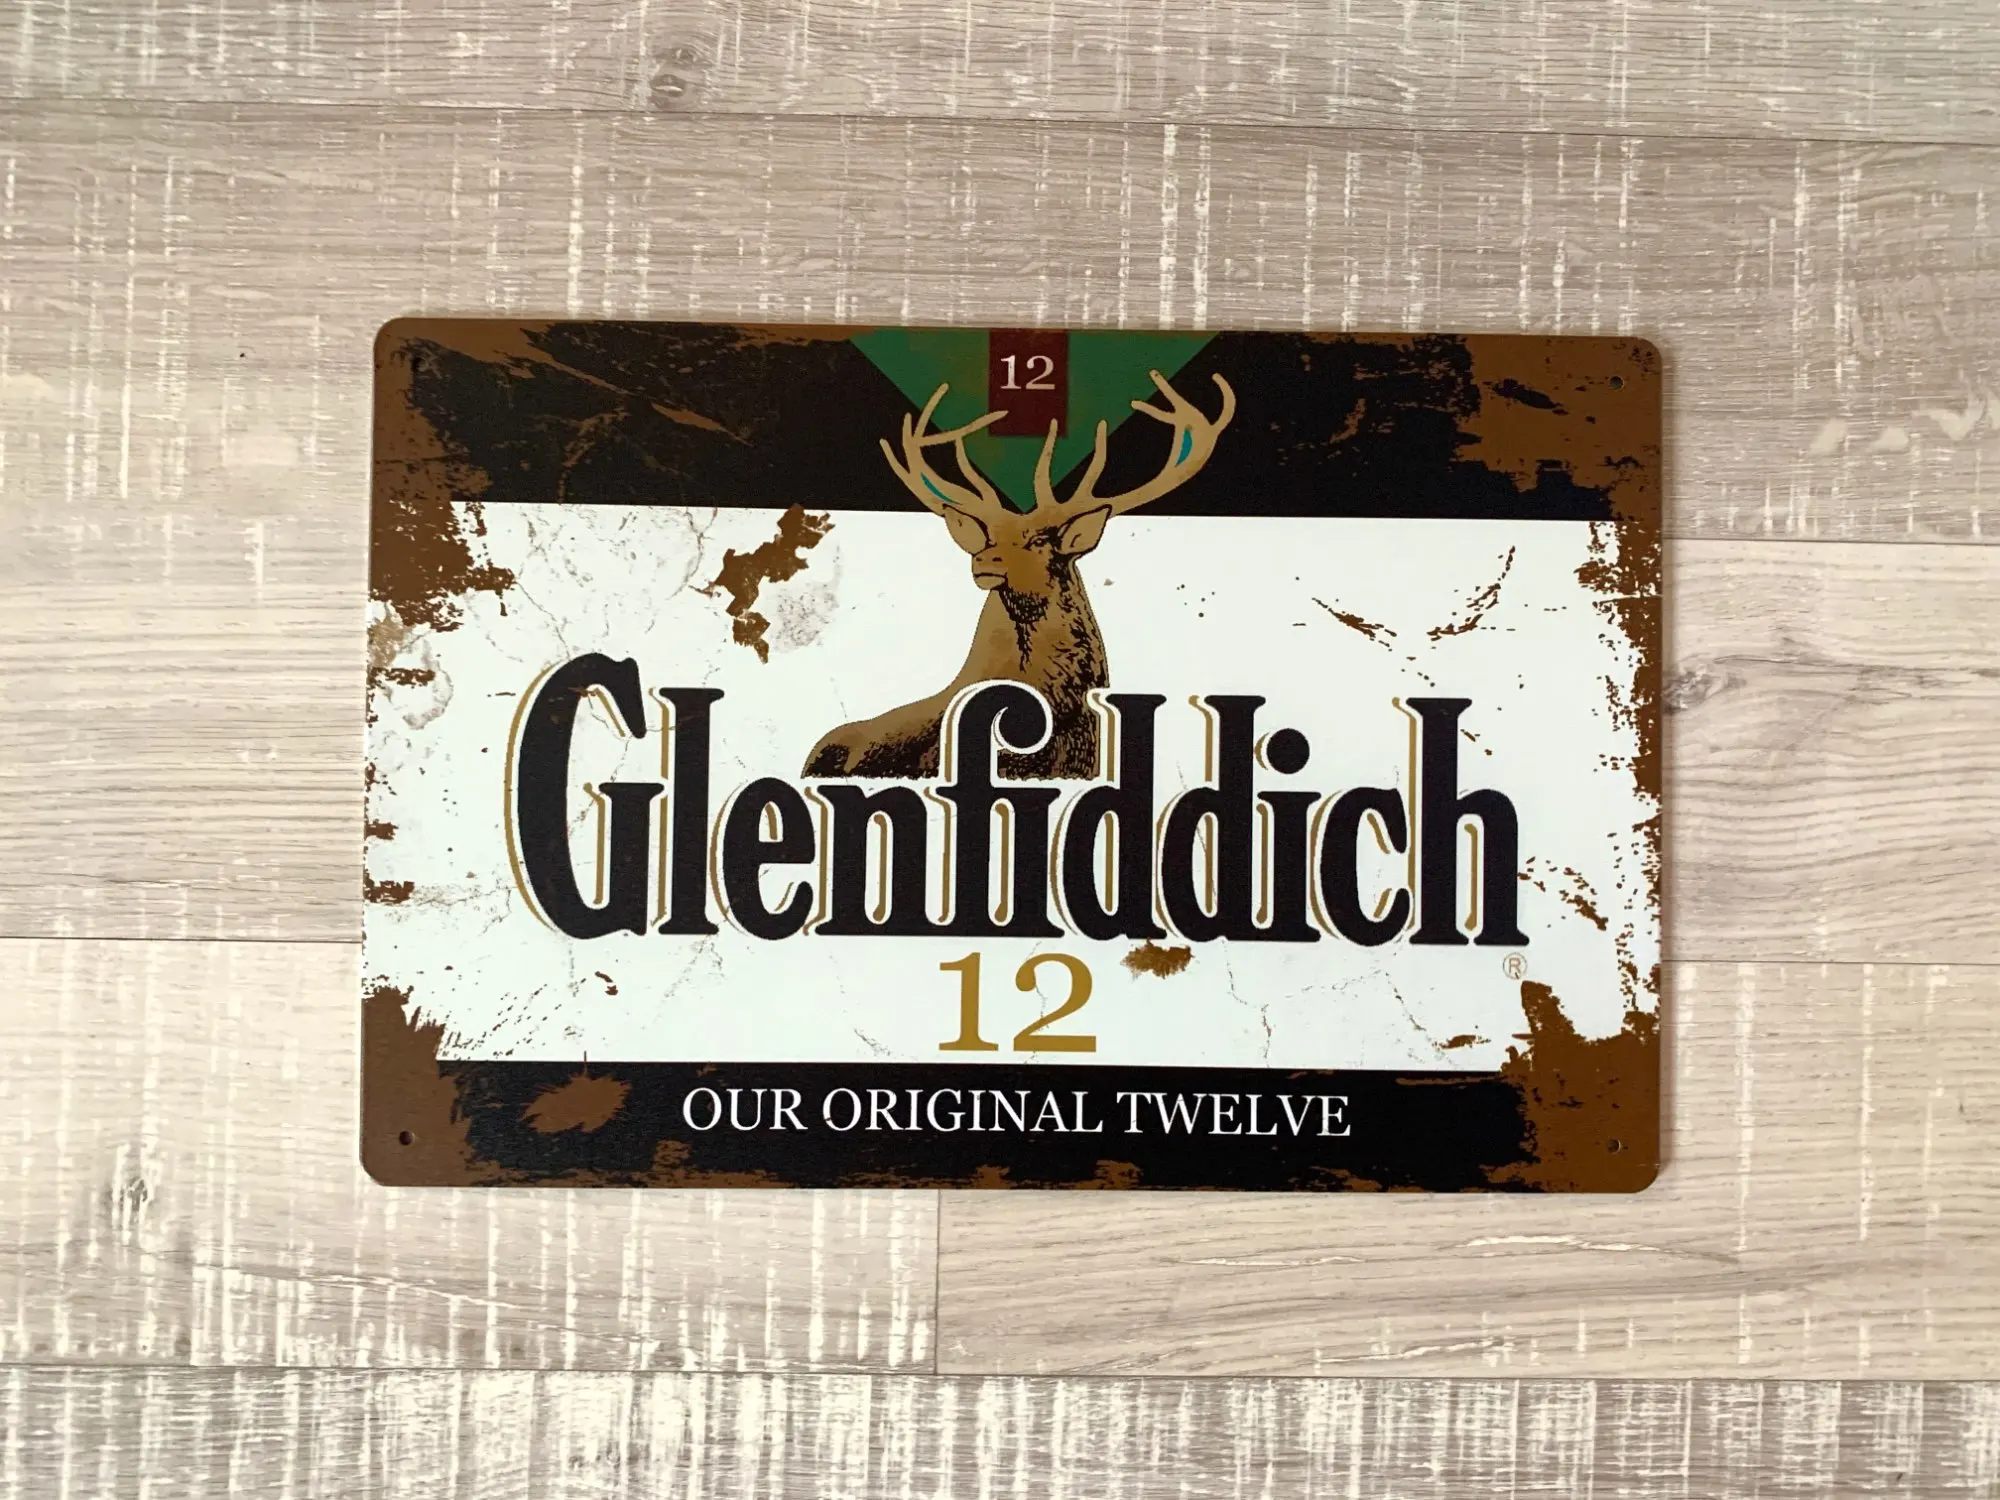 12
Glenfiddich
®
12
OUR ORIGINAL TWELVE